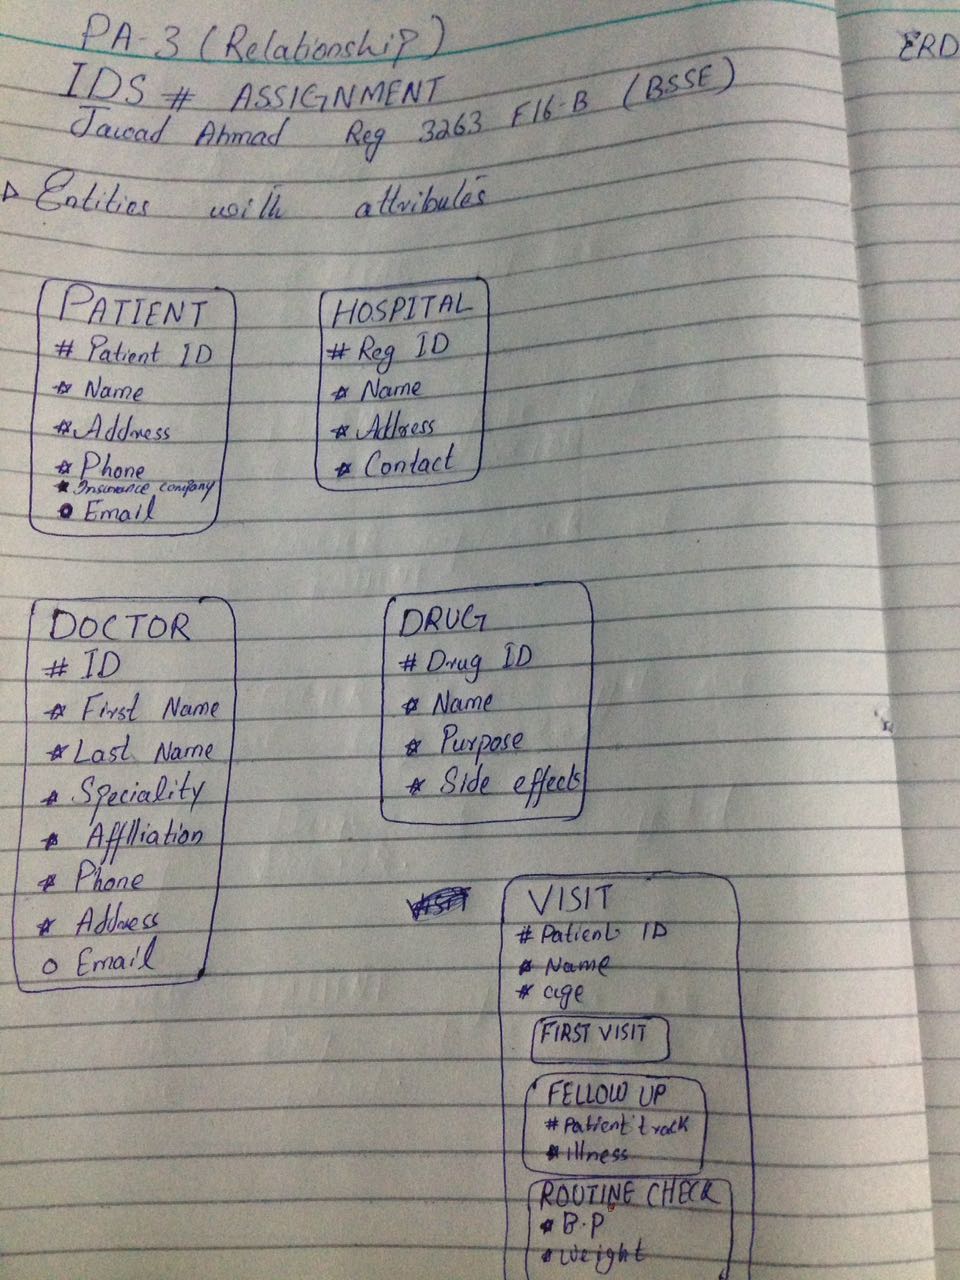 PA-3 (Relationship)
ERD
IDS # ASSIGNMENT
Jawad Ahmad Reg 3263 F16-B (BSSE)
Entities with attributes
PATIENT
# Patient ID
* Name
* Address
* Phone
* Insurance company
o Email
HOSPITAL
# Reg ID
* Name
* Address
* Contact
DOCTOR
# ID
* First Name
* Last Name
* Speciality
* Affliation
* Phone
* Address
o Email
DRUG
# Drug ID
* Name
* Purpose
* Side effects
VISIT
# Patient ID
* Name
* age
FIRST VISIT
FELLOW UP
# Patient track
* illness
ROUTINE CHECK
* B.P
* Weight